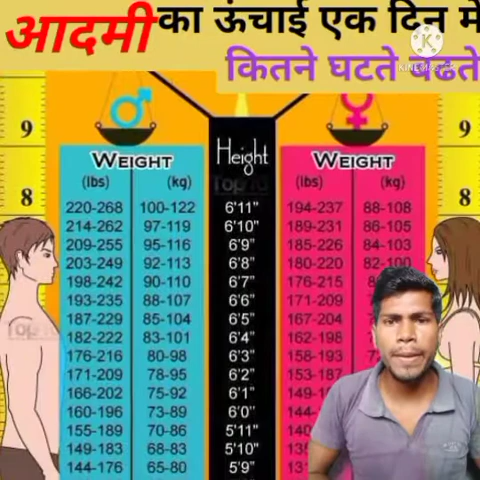 आदमी का ऊंचाई एक दिन में
कितने घटते बढते
KINEMASTER
9 9
8 8
WEIGHT Height WEIGHT
(lbs) (kg) (lbs) (kg)
220-268 100-122 6'11" 194-237 88-108
214-262 97-119 6'10" 189-231 86-105
209-255 95-116 6'9" 185-226 84-103
203-249 92-113 6'8" 180-220 82-100
198-242 90-110 6'7" 176-215
193-235 88-107 6'6" 171-209
187-229 85-104 6'5" 167-204
182-222 83-101 6'4" 162-198
176-216 80-98 6'3" 158-193
171-209 78-95 6'2" 153-187
166-202 75-92 6'1"
160-196 73-89 6'0"
155-189 70-86 5'11"
149-183 68-83 5'10"
144-176 65-80 5'9"